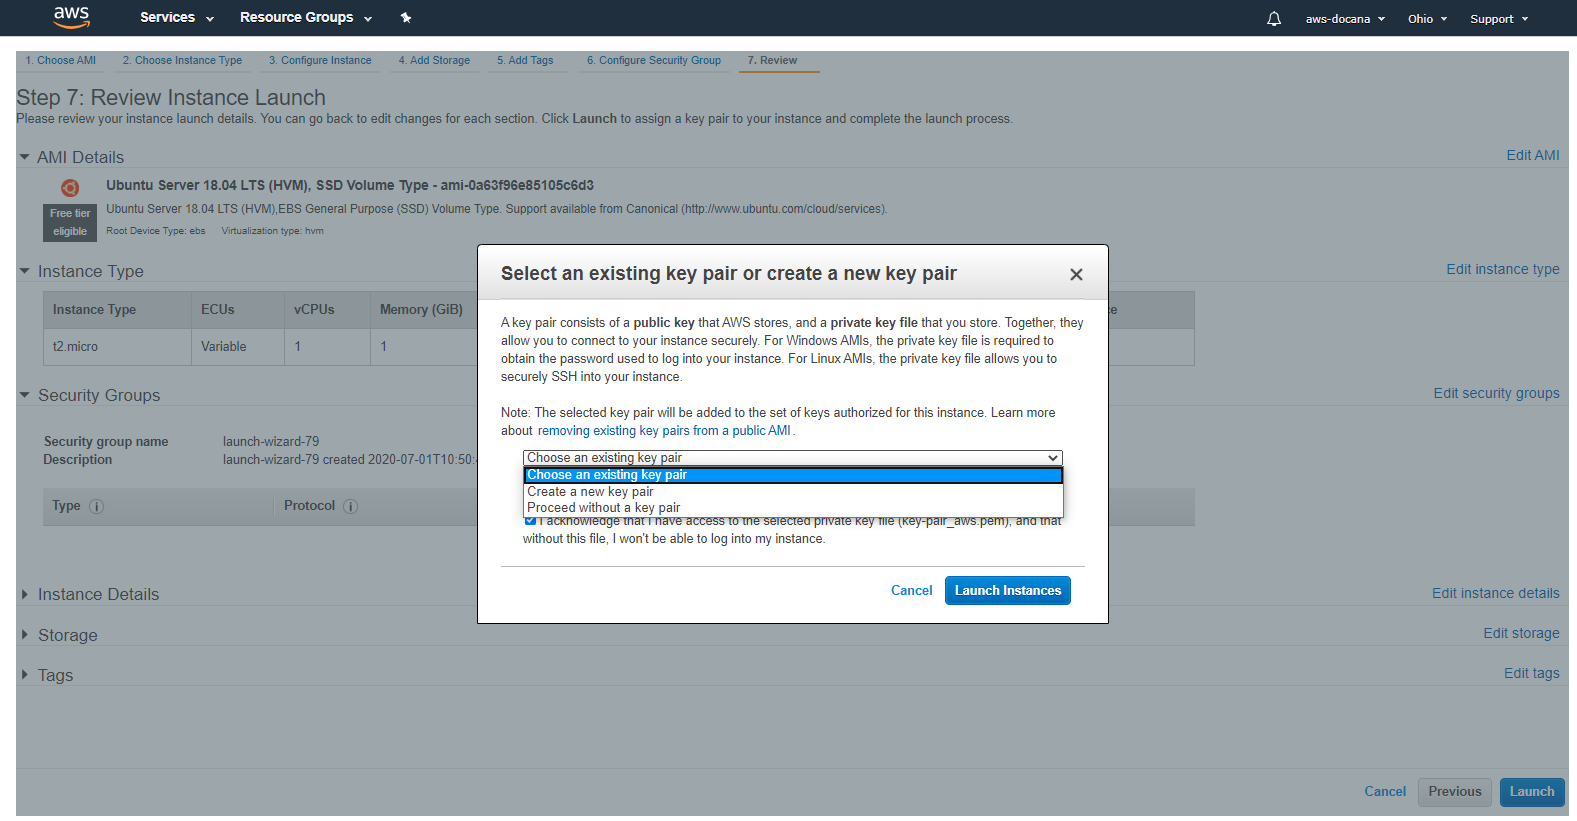 aws Services Resource Groups aws-docana Ohio Support
1. Choose AMI 2. Choose Instance Type 3. Configure Instance 4. Add Storage 5. Add Tags 6. Configure Security Group 7. Review
Step 7: Review Instance Launch
Please review your instance launch details. You can go back to edit changes for each section. Click Launch to assign a key pair to your instance and complete the launch process.
AMI Details Edit AMI
Ubuntu Server 18.04 LTS (HVM), SSD Volume Type - ami-0a63f96e85105c6d3
Free tier
eligible
Ubuntu Server 18.04 LTS (HVM),EBS General Purpose (SSD) Volume Type. Support available from Canonical (http://www.ubuntu.com/cloud/services).
Root Device Type: ebs Virtualization type: hvm
Instance Type Edit instance type
Instance Type ECUs vCPUs Memory (GiB)
t2.micro Variable 1 1
Security Groups Edit security groups
Security group name launch-wizard-79
Description launch-wizard-79 created 2020-07-01T10:50:
Type Protocol
Instance Details Edit instance details
Storage Edit storage
Tags Edit tags
Cancel Previous Launch
Select an existing key pair or create a new key pair
A key pair consists of a public key that AWS stores, and a private key file that you store. Together, they
allow you to connect to your instance securely. For Windows AMIs, the private key file is required to
obtain the password used to log into your instance. For Linux AMIs, the private key file allows you to
securely SSH into your instance.
Note: The selected key pair will be added to the set of keys authorized for this instance. Learn more
about removing existing key pairs from a public AMI.
Choose an existing key pair
Choose an existing key pair
Create a new key pair
Proceed without a key pair
I acknowledge that I have access to the selected private key file (key-pair_aws.pem), and that
without this file, I won't be able to log into my instance.
Cancel Launch Instances